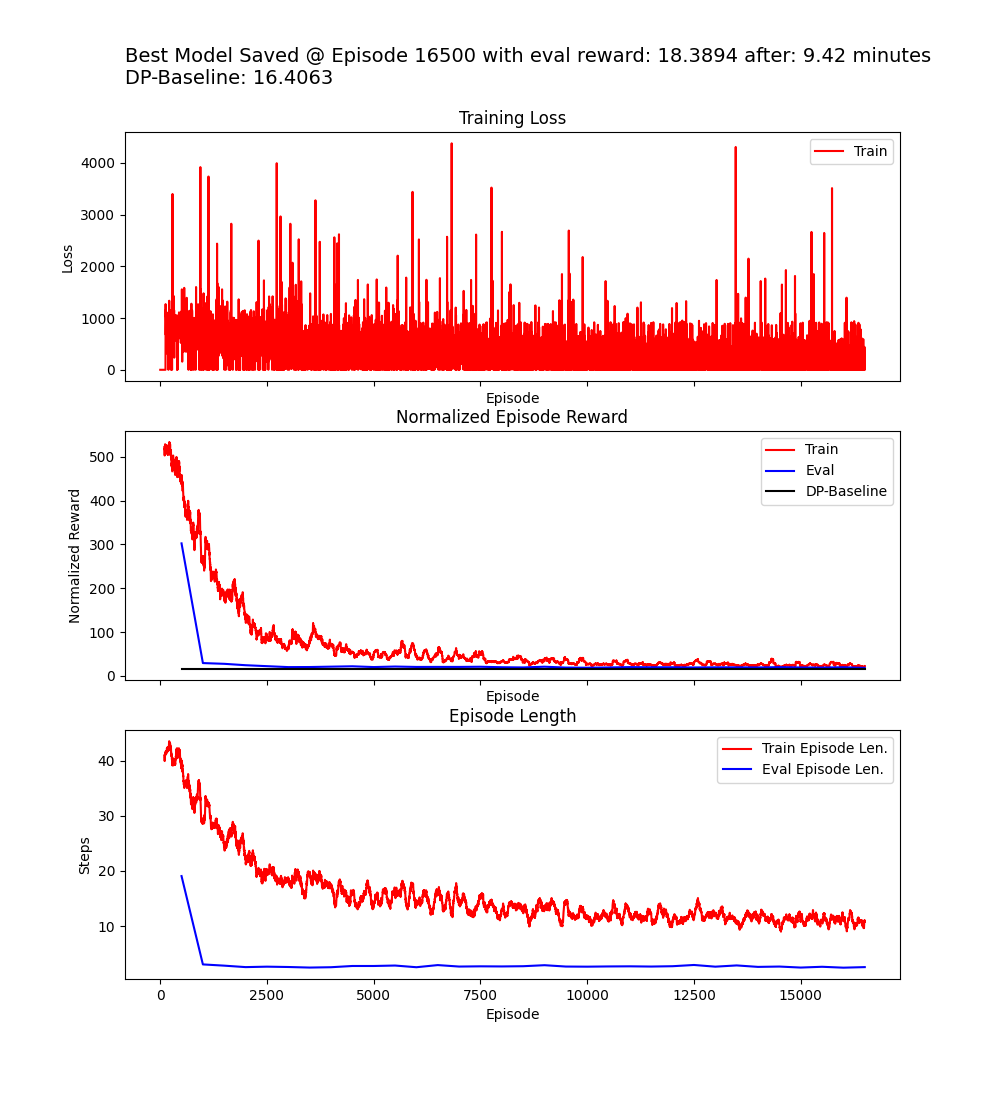 Best Model Saved @ Episode 16500 with eval reward: 18.3894 after: 9.42 minutes
DP-Baseline: 16.4063
Training Loss
Train
4000
3000
2000
1000
0
Loss
Episode
Normalized Episode Reward
Train
Eval
DP-Baseline
500
400
300
200
100
0
Normalized Reward
Episode
Episode Length
Train Episode Len.
Eval Episode Len.
40
30
20
10
Steps
0 2500 5000 7500 10000 12500 15000
Episode